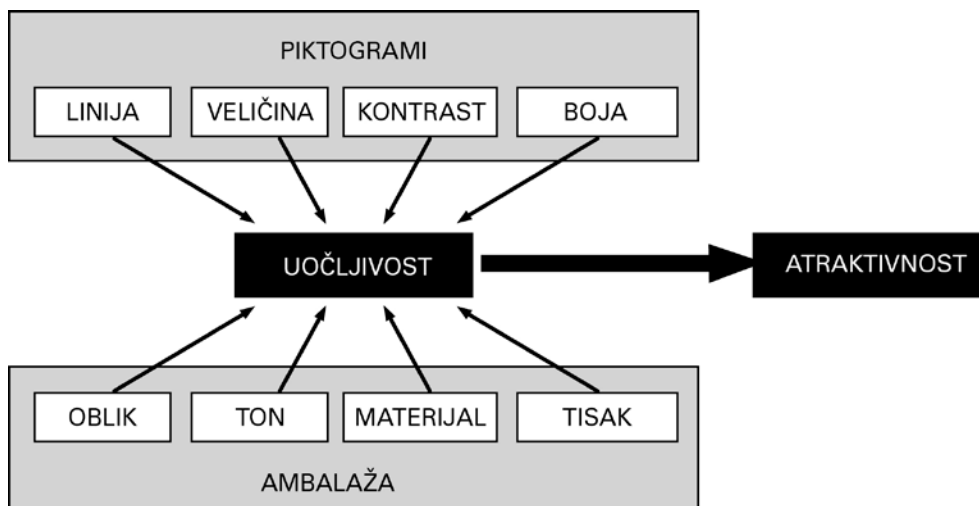 PIKTOGRAMI
LINIJA
VELIČINA
KONTRAST
BOJA
UOČLJIVOST
ATRAKTIVNOST
OBLIK
TON
MATERIJAL
TISAK
AMBALAŽA